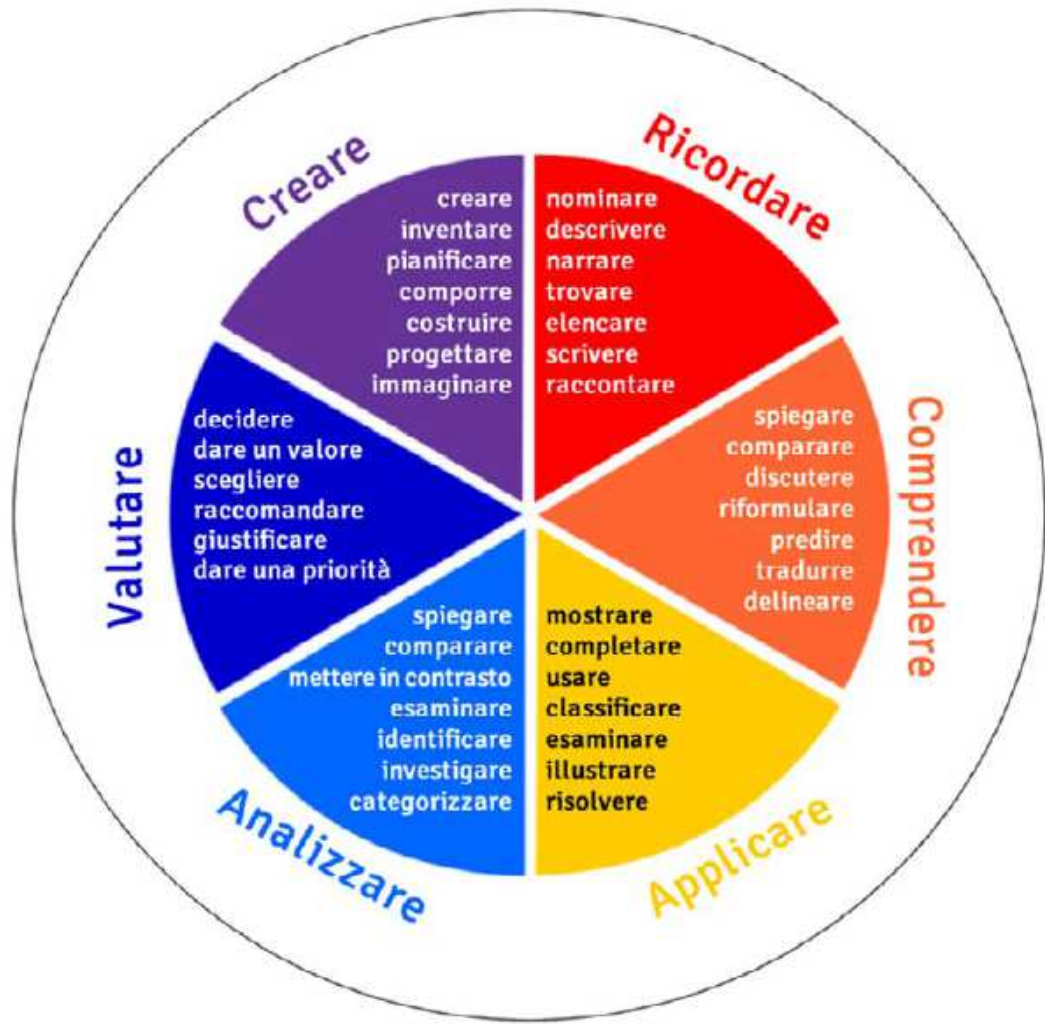 Ricordare
nominare
descrivere
narrare
trovare
elencare
scrivere
raccontare
Comprendere
spiegare
comparare
discutere
riformulare
predire
tradurre
delineare
Applicare
mostrare
completare
usare
classificare
esaminare
illustrare
risolvere
Analizzare
spiegare
comparare
mettere in contrasto
esaminare
identificare
investigare
categorizzare
Valutare
decidere
dare un valore
scegliere
raccomandare
giustificare
dare una priorità
Creare
creare
inventare
pianificare
comporre
costruire
progettare
immaginare